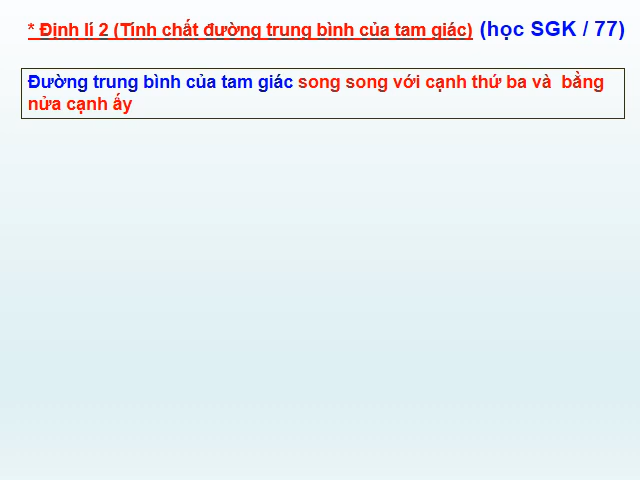 * Định lí 2 (Tính chất đường trung bình của tam giác) (học SGK / 77)
Đường trung bình của tam giác song song với cạnh thứ ba và bằng
nửa cạnh ấy